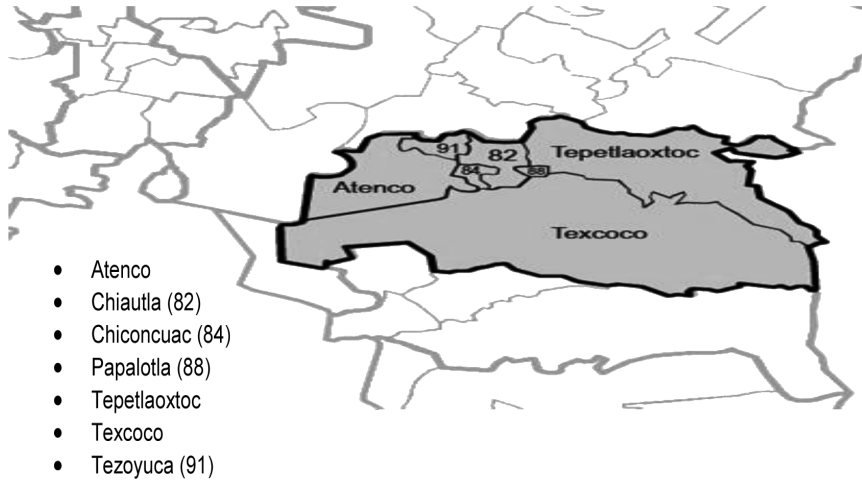 91
82
Tepetlaoxtoc
84
88
Atenco
Texcoco
• Atenco
• Chiautla (82)
• Chiconcuac (84)
• Papalotla (88)
• Tepetlaoxtoc
• Texcoco
• Tezoyuca (91)